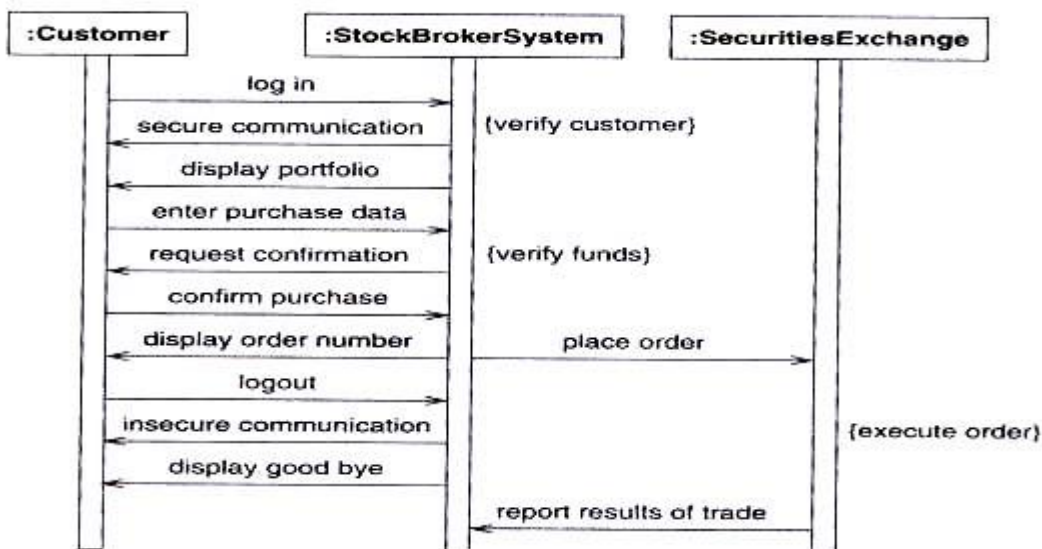 :Customer
:StockBrokerSystem
:SecuritiesExchange
log in
secure communication
{verify customer}
display portfolio
enter purchase data
request confirmation
{verify funds}
confirm purchase
display order number
place order
logout
insecure communication
{execute order}
display good bye
report results of trade